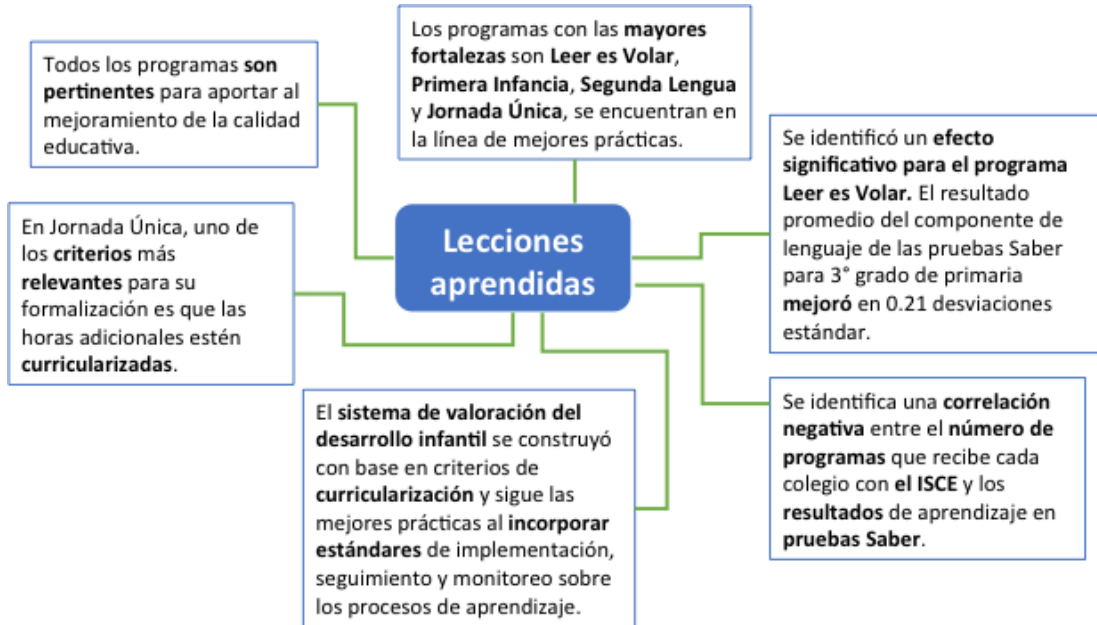 Todos los programas son
pertinentes para aportar al
mejoramiento de la calidad
educativa.
Los programas con las mayores
fortalezas son Leer es Volar,
Primera Infancia, Segunda Lengua
y Jornada Única, se encuentran en
la línea de mejores prácticas.
Se identificó un efecto
significativo para el programa
Leer es Volar. El resultado
promedio del componente de
lenguaje de las pruebas Saber
para 3° grado de primaria
mejoró en 0.21 desviaciones
estándar.
En Jornada Única, uno de
los criterios más
relevantes para su
formalización es que las
horas adicionales estén
curricularizadas.
Lecciones
aprendidas
El sistema de valoración del
desarrollo infantil se construyó
con base en criterios de
curricularización y sigue las
mejores prácticas al incorporar
estándares de implementación,
seguimiento y monitoreo sobre
los procesos de aprendizaje.
Se identifica una correlación
negativa entre el número de
programas que recibe cada
colegio con el ISCE y los
resultados de aprendizaje en
pruebas Saber.